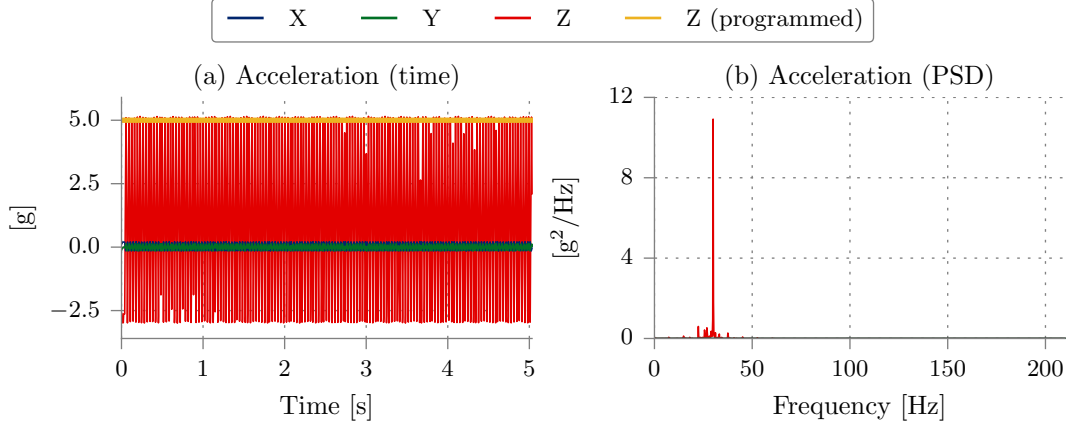 X Y Z Z (programmed)
(a) Acceleration (time)
[g]
5.0
2.5
0.0
−2.5
0 1 2 3 4 5
Time [s]
(b) Acceleration (PSD)
[g²/Hz]
12
8
4
0
0 50 100 150 200
Frequency [Hz]